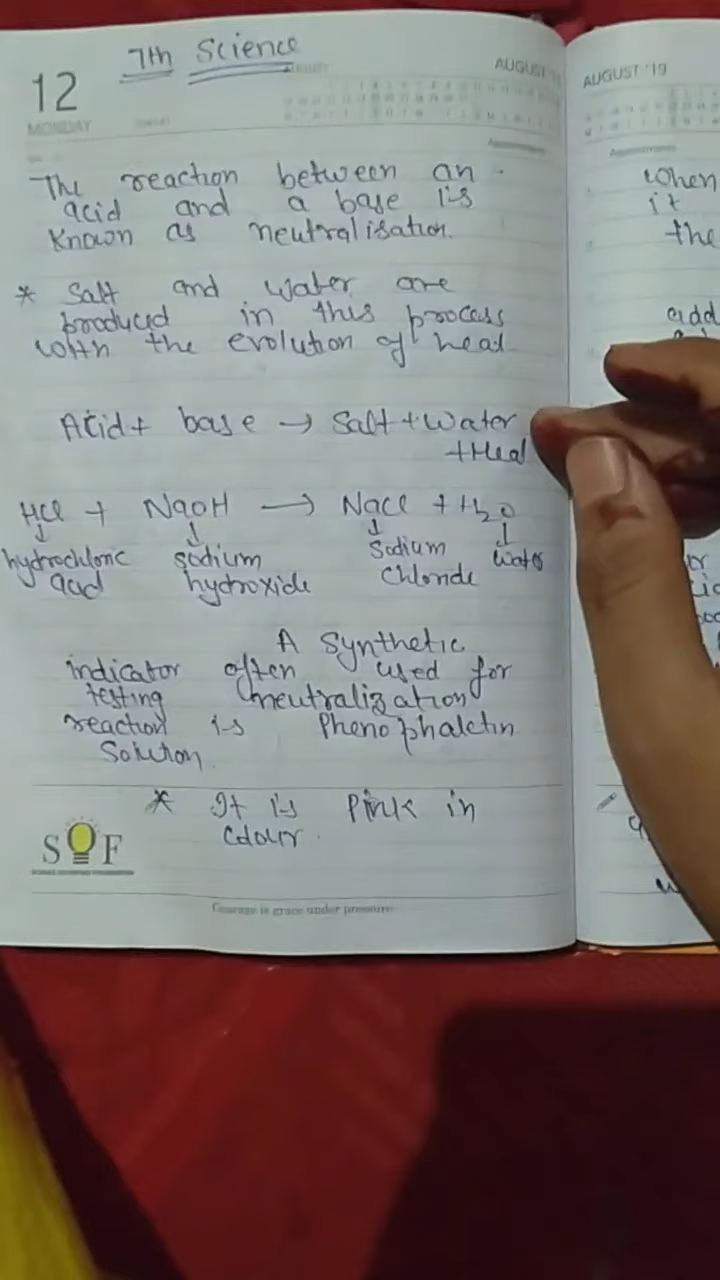 7th Science
12
MONDAY
AUGUST
AUGUST '19
The reaction between an
acid and a base is
Known as neutralisation.
* Salt and water are
produced in this process
with the evolution of heat
Acid + base → Salt + Water
+ Heat
HCl + NaOH → NaCl + H2O
hydrochloric sodium Sodium Water
acid hydroxide Chloride
A Synthetic
indicator often used for
testing neutralization
reaction is Phenophaletin
Solution.
* It is Pink in
Colour.
SOF
Courage is grace under pressure
When
it
the
add